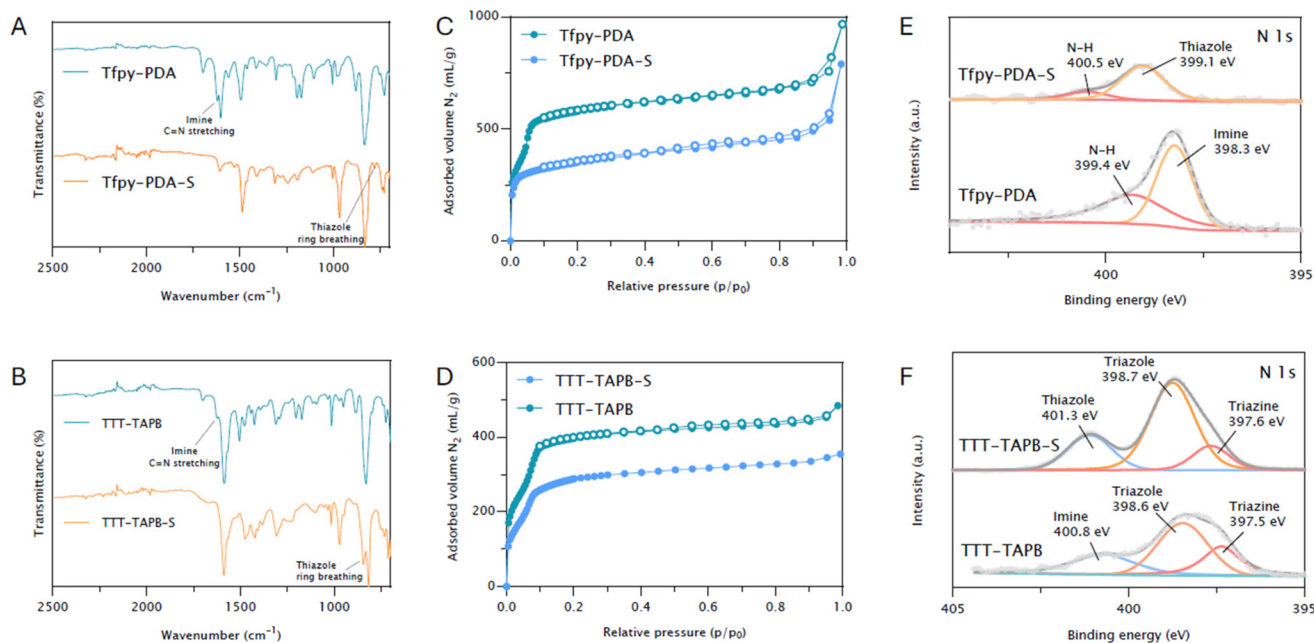 A
Transmittance (%)
Tfpy-PDA
Imine
C=N stretching
Tfpy-PDA-S
Thiazole
ring breathing
2500
2000
1500
1000
Wavenumber (cm⁻¹)
C
1000
Adsorbed volume N₂ (mL/g)
Tfpy-PDA
Tfpy-PDA-S
500
0
0.0
0.2
0.4
0.6
0.8
1.0
Relative pressure (p/p₀)
E
N 1s
Intensity (a.u.)
N–H
400.5 eV
Thiazole
399.1 eV
Tfpy-PDA-S
Imine
398.3 eV
N–H
399.4 eV
Tfpy-PDA
400
395
Binding energy (eV)
B
Transmittance (%)
TTT-TAPB
Imine
C=N stretching
TTT-TAPB-S
Thiazole
ring breathing
2500
2000
1500
1000
Wavenumber (cm⁻¹)
D
600
Adsorbed volume N₂ (mL/g)
TTT-TAPB-S
TTT-TAPB
400
200
0
0.0
0.2
0.4
0.6
0.8
1.0
Relative pressure (p/p₀)
F
N 1s
Intensity (a.u.)
Triazole
398.7 eV
Thiazole
401.3 eV
Triazine
397.6 eV
TTT-TAPB-S
Triazole
398.6 eV
Triazine
397.5 eV
Imine
400.8 eV
TTT-TAPB
405
400
395
Binding energy (eV)